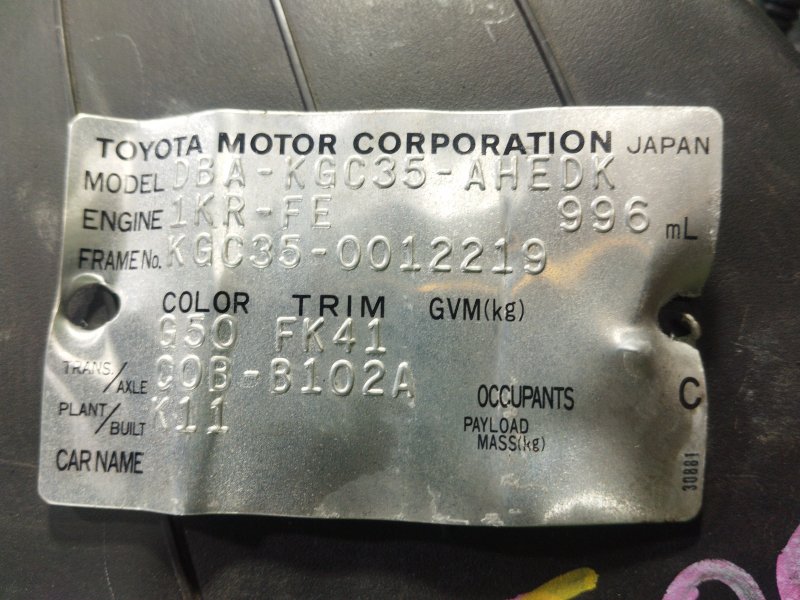 TOYOTA MOTOR CORPORATION JAPAN
MODEL DBA-KGC35-AHEDK
ENGINE 1KR-FE 996 mL
FRAME No. KGC35-0012219
COLOR TRIM GVM(kg)
G50 FK41
TRANS/AXLE C0B-B102A
OCCUPANTS C
PLANT/BUILT K11
PAYLOAD MASS(kg)
CAR NAME
30881